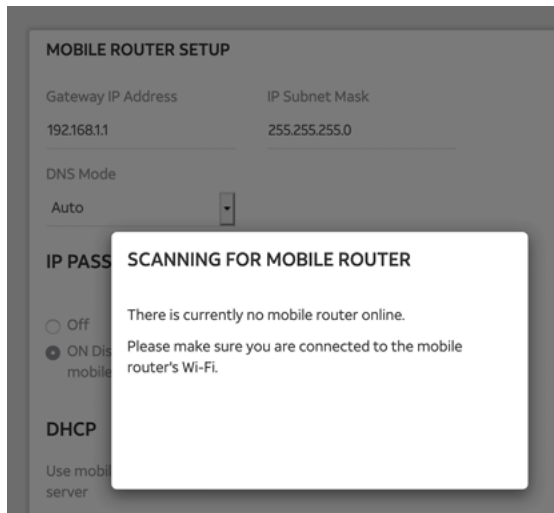 MOBILE ROUTER SETUP
Gateway IP Address IP Subnet Mask
192.168.1.1 255.255.255.0
DNS Mode
Auto
IP PASS
SCANNING FOR MOBILE ROUTER
There is currently no mobile router online.
Please make sure you are connected to the mobile
router's Wi-Fi.
Off
ON Dis
mobile
DHCP
Use mobil
server